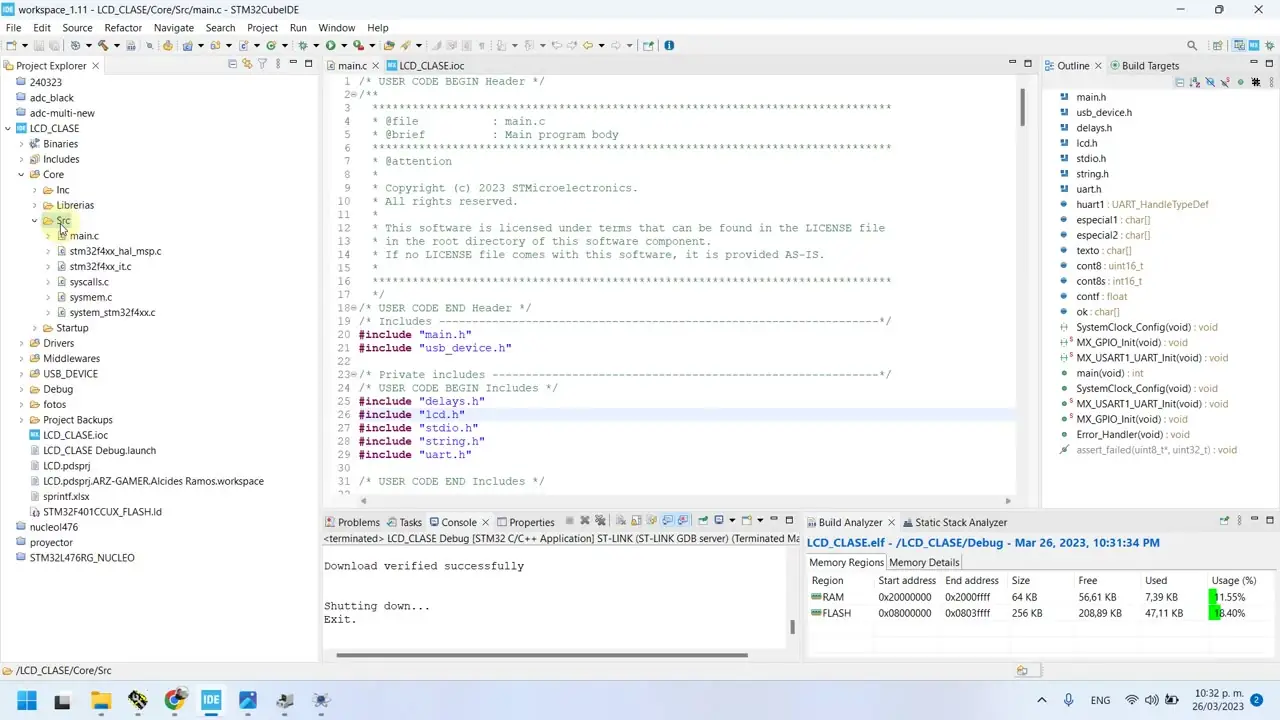 workspace_1.11 - LCD_CLASE/Core/Src/main.c - STM32CubeIDE
File Edit Source Refactor Navigate Search Project Run Window Help
Project Explorer
240323
adc_black
adc-multi-new
LCD_CLASE
Binaries
Includes
Core
Inc
Librerias
Src
main.c
stm32f4xx_hal_msp.c
stm32f4xx_it.c
syscalls.c
sysmem.c
system_stm32f4xx.c
Startup
Drivers
Middlewares
USB_DEVICE
Debug
fotos
Project Backups
LCD_CLASE.ioc
LCD_CLASE Debug.launch
LCD.pdsprj
LCD.pdsprj.ARZ-GAMER.Alcides Ramos.workspace
sprintf.xlsx
STM32F401CCUX_FLASH.ld
nucleol476
proyector
STM32L476RG_NUCLEO
main.c LCD_CLASE.ioc
1 /* USER CODE BEGIN Header */
2 /**
3 ******************************************************************************
4 * @file : main.c
5 * @brief : Main program body
6 ******************************************************************************
7 * @attention
8 *
9 * Copyright (c) 2023 STMicroelectronics.
10 * All rights reserved.
11 *
12 * This software is licensed under terms that can be found in the LICENSE file
13 * in the root directory of this software component.
14 * If no LICENSE file comes with this software, it is provided AS-IS.
15 *
16 ******************************************************************************
17 */
18 /* USER CODE END Header */
19 /* Includes ------------------------------------------------------------------*/
20 #include "main.h"
21 #include "usb_device.h"
22
23 /* Private includes ----------------------------------------------------------*/
24 /* USER CODE BEGIN Includes */
25 #include "delays.h"
26 #include "lcd.h"
27 #include "stdio.h"
28 #include "string.h"
29 #include "uart.h"
30
31 /* USER CODE END Includes */
Outline Build Targets
main.h
usb_device.h
delays.h
lcd.h
stdio.h
string.h
uart.h
huart1 : UART_HandleTypeDef
especial1 : char[]
especial2 : char[]
texto : char[]
cont8 : uint16_t
cont8s : int16_t
contf : float
ok : char[]
SystemClock_Config(void) : void
MX_GPIO_Init(void) : void
MX_USART1_UART_Init(void) : void
main(void) : int
SystemClock_Config(void) : void
MX_USART1_UART_Init(void) : void
MX_GPIO_Init(void) : void
Error_Handler(void) : void
assert_failed(uint8_t*, uint32_t) : void
Problems Tasks Console Properties
<terminated> LCD_CLASE Debug [STM32 C/C++ Application] ST-LINK (ST-LINK GDB server) (Terminated Ma
Download verified successfully
Shutting down...
Exit.
Build Analyzer Static Stack Analyzer
LCD_CLASE.elf - /LCD_CLASE/Debug - Mar 26, 2023, 10:31:34 PM
Memory Regions Memory Details
Region Start address End address Size Free Used Usage (%)
RAM 0x20000000 0x2000ffff 64 KB 56,61 KB 7,39 KB 11.55%
FLASH 0x08000000 0x0803ffff 256 KB 208,89 KB 47,11 KB 18.40%
/LCD_CLASE/Core/Src
IDE ENG 10:32 p. m.
26/03/2023 2